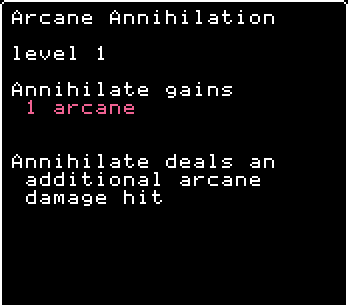 Arcane Annihilation
level 1
Annihilate gains
1 arcane
Annihilate deals an
additional arcane
damage hit